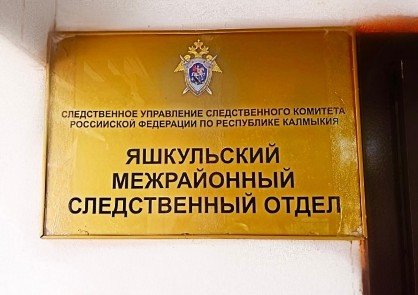 СЛЕДСТВЕННОЕ УПРАВЛЕНИЕ СЛЕДСТВЕННОГО КОМИТЕТА
РОССИЙСКОЙ ФЕДЕРАЦИИ ПО РЕСПУБЛИКЕ КАЛМЫКИЯ
ЯШКУЛЬСКИЙ
МЕЖРАЙОННЫЙ
СЛЕДСТВЕННЫЙ ОТДЕЛ